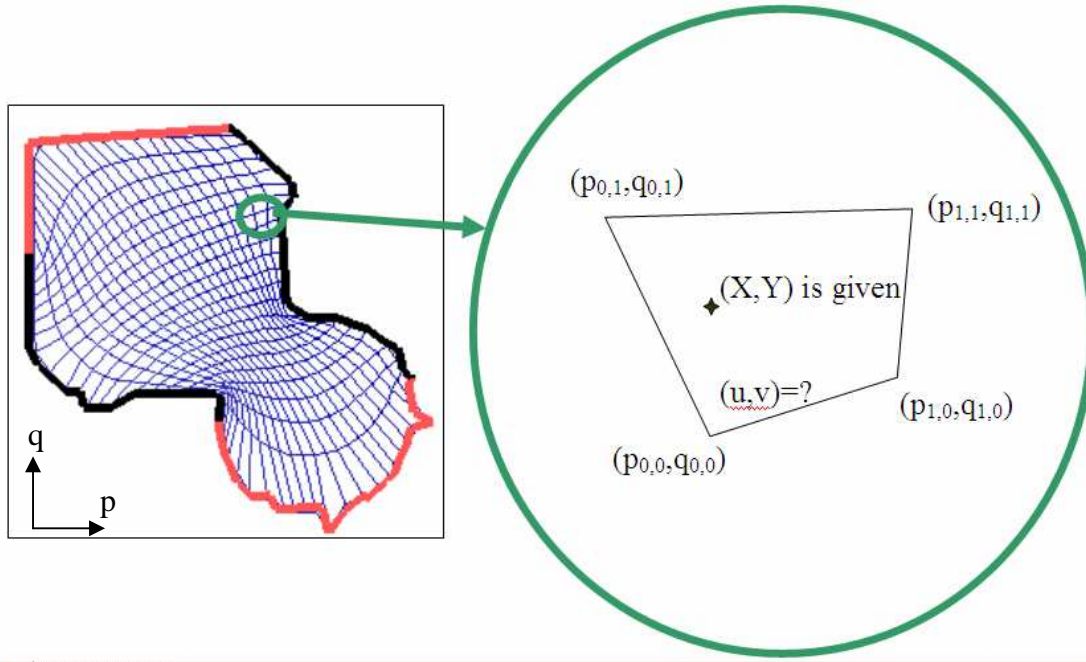 (p0,1,q0,1)
(p1,1,q1,1)
(X,Y) is given
(u,v)=?
(p1,0,q1,0)
(p0,0,q0,0)
q
p